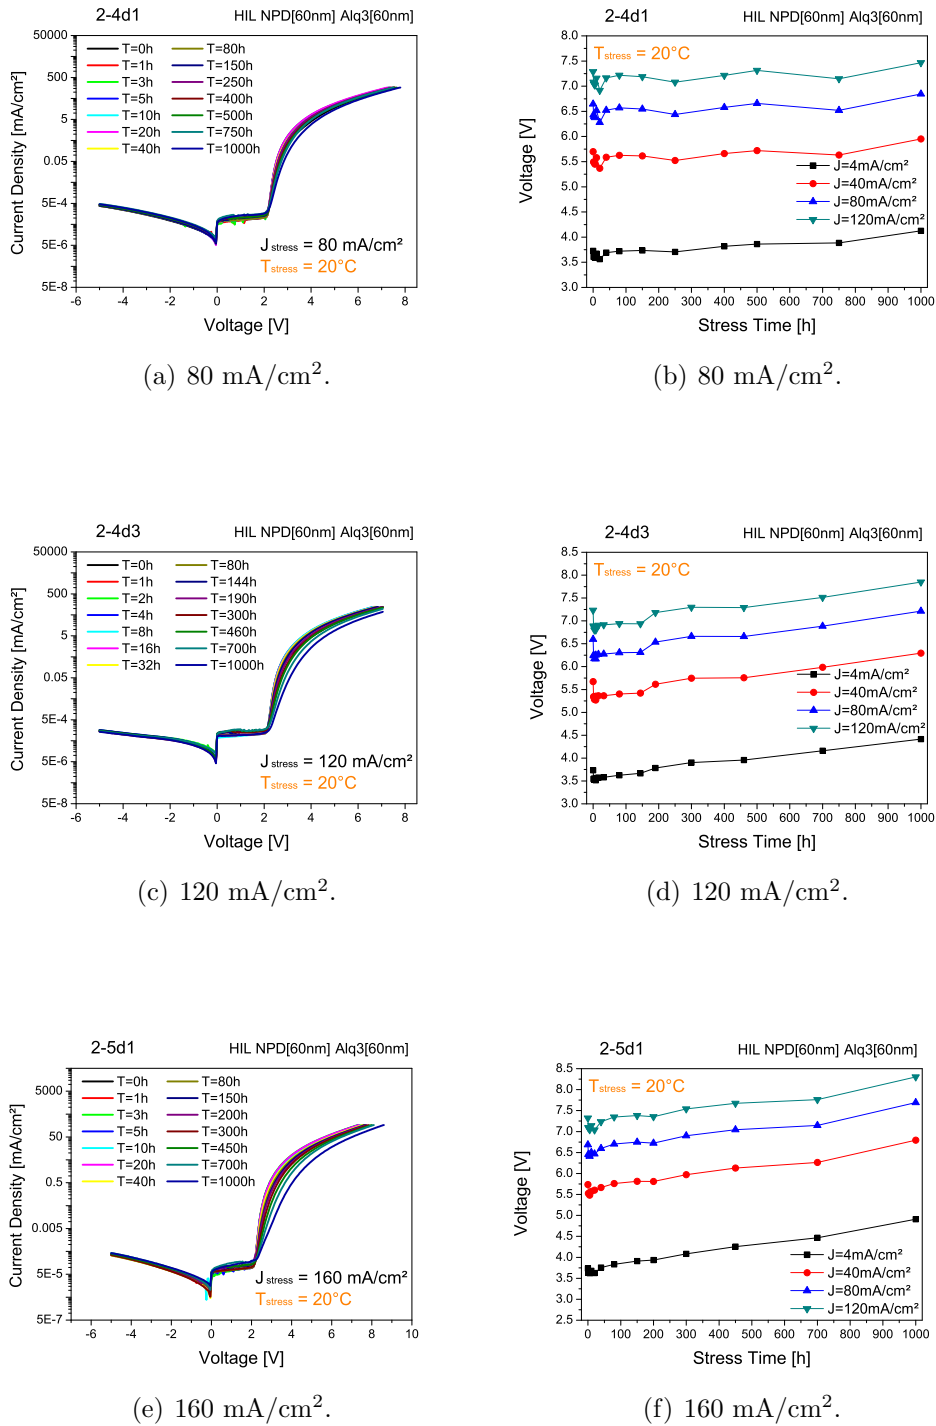 2-4d1 HIL NPD[60nm] Alq3[60nm]
50000
500
5
0.05
5E-4
5E-6
5E-8
Current Density [mA/cm²]
T=0h T=80h
T=1h T=150h
T=3h T=250h
T=5h T=400h
T=10h T=500h
T=20h T=750h
T=40h T=1000h
J stress = 80 mA/cm²
Tstress = 20°C
-6 -4 -2 0 2 4 6 8
Voltage [V]
(a) 80 mA/cm².
2-4d1 HIL NPD[60nm] Alq3[60nm]
Tstress = 20°C
8.0
7.5
7.0
6.5
6.0
5.5
5.0
4.5
4.0
3.5
3.0
Voltage [V]
J=4mA/cm²
J=40mA/cm²
J=80mA/cm²
J=120mA/cm²
0 100 200 300 400 500 600 700 800 900 1000
Stress Time [h]
(b) 80 mA/cm².
2-4d3 HIL NPD[60nm] Alq3[60nm]
50000
500
5
0.05
5E-4
5E-6
5E-8
Current Density [mA/cm²]
T=0h T=80h
T=1h T=144h
T=2h T=190h
T=4h T=300h
T=8h T=460h
T=16h T=700h
T=32h T=1000h
J stress = 120 mA/cm²
Tstress = 20°C
-6 -4 -2 0 2 4 6 8
Voltage [V]
(c) 120 mA/cm².
2-4d3 HIL NPD[60nm] Alq3[60nm]
Tstress = 20°C
8.5
8.0
7.5
7.0
6.5
6.0
5.5
5.0
4.5
4.0
3.5
3.0
Voltage [V]
J=4mA/cm²
J=40mA/cm²
J=80mA/cm²
J=120mA/cm²
0 100 200 300 400 500 600 700 800 900 1000
Stress Time [h]
(d) 120 mA/cm².
2-5d1 HIL NPD[60nm] Alq3[60nm]
5000
50
0.5
0.005
5E-5
5E-7
Current Density [mA/cm²]
T=0h T=80h
T=1h T=150h
T=3h T=200h
T=5h T=300h
T=10h T=450h
T=20h T=700h
T=40h T=1000h
J stress = 160 mA/cm²
Tstress = 20°C
-6 -4 -2 0 2 4 6 8 10
Voltage [V]
(e) 160 mA/cm².
2-5d1 HIL NPD[60nm] Alq3[60nm]
Tstress = 20°C
8.5
8.0
7.5
7.0
6.5
6.0
5.5
5.0
4.5
4.0
3.5
3.0
2.5
Voltage [V]
J=4mA/cm²
J=40mA/cm²
J=80mA/cm²
J=120mA/cm²
0 100 200 300 400 500 600 700 800 900 1000
Stress Time [h]
(f) 160 mA/cm².